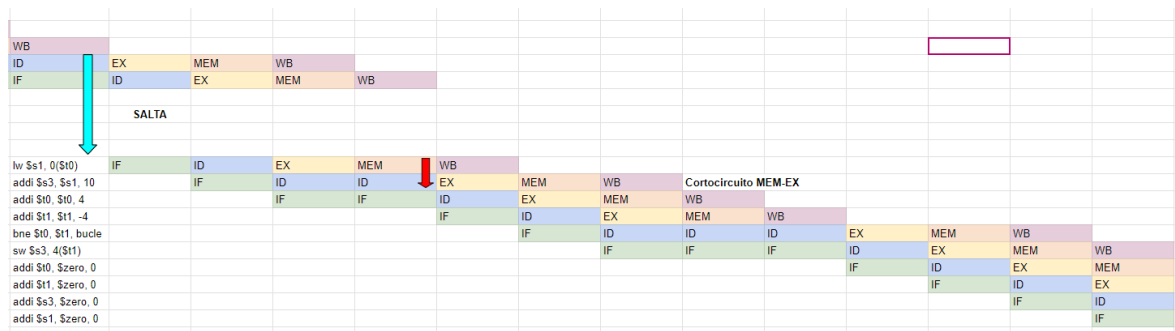 WB
ID EX MEM WB
IF ID EX MEM WB
SALTA
lw $s1, 0($t0) IF ID EX MEM WB
addi $s3, $s1, 10 IF ID ID EX MEM WB Cortocircuito MEM-EX
addi $t0, $t0, 4 IF IF ID EX MEM WB
addi $t1, $t1, -4 IF ID EX MEM WB
bne $t0, $t1, bucle IF ID ID ID EX MEM WB
sw $s3, 4($t1) IF IF IF ID EX MEM WB
addi $t0, $zero, 0 IF ID EX MEM
addi $t1, $zero, 0 IF ID EX
addi $s3, $zero, 0 IF ID
addi $s1, $zero, 0 IF